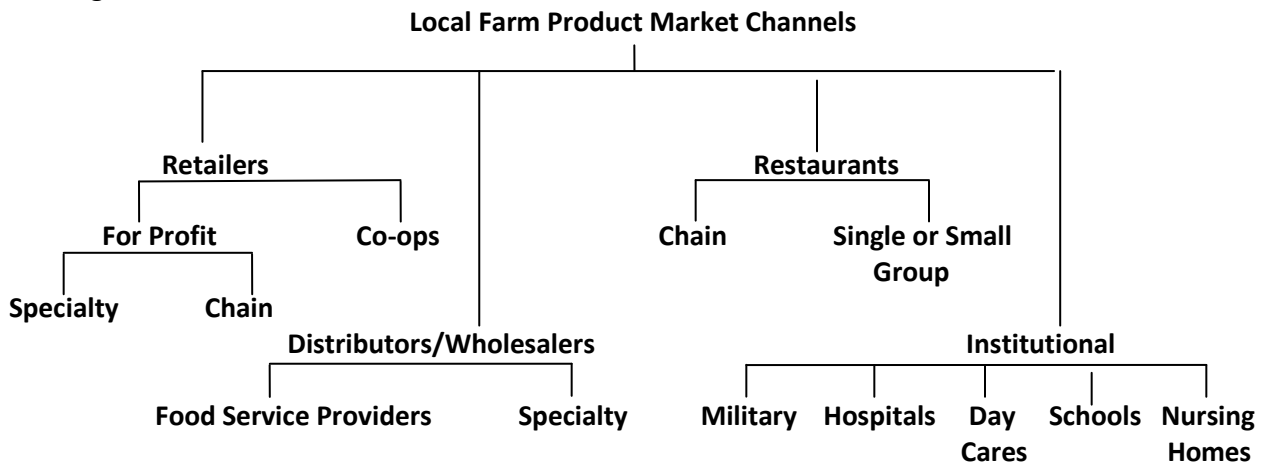 Local Farm Product Market Channels
Retailers
Restaurants
For Profit
Co-ops
Chain
Single or Small
Group
Specialty
Chain
Distributors/Wholesalers
Institutional
Food Service Providers
Specialty
Military
Hospitals
Day
Cares
Schools
Nursing
Homes